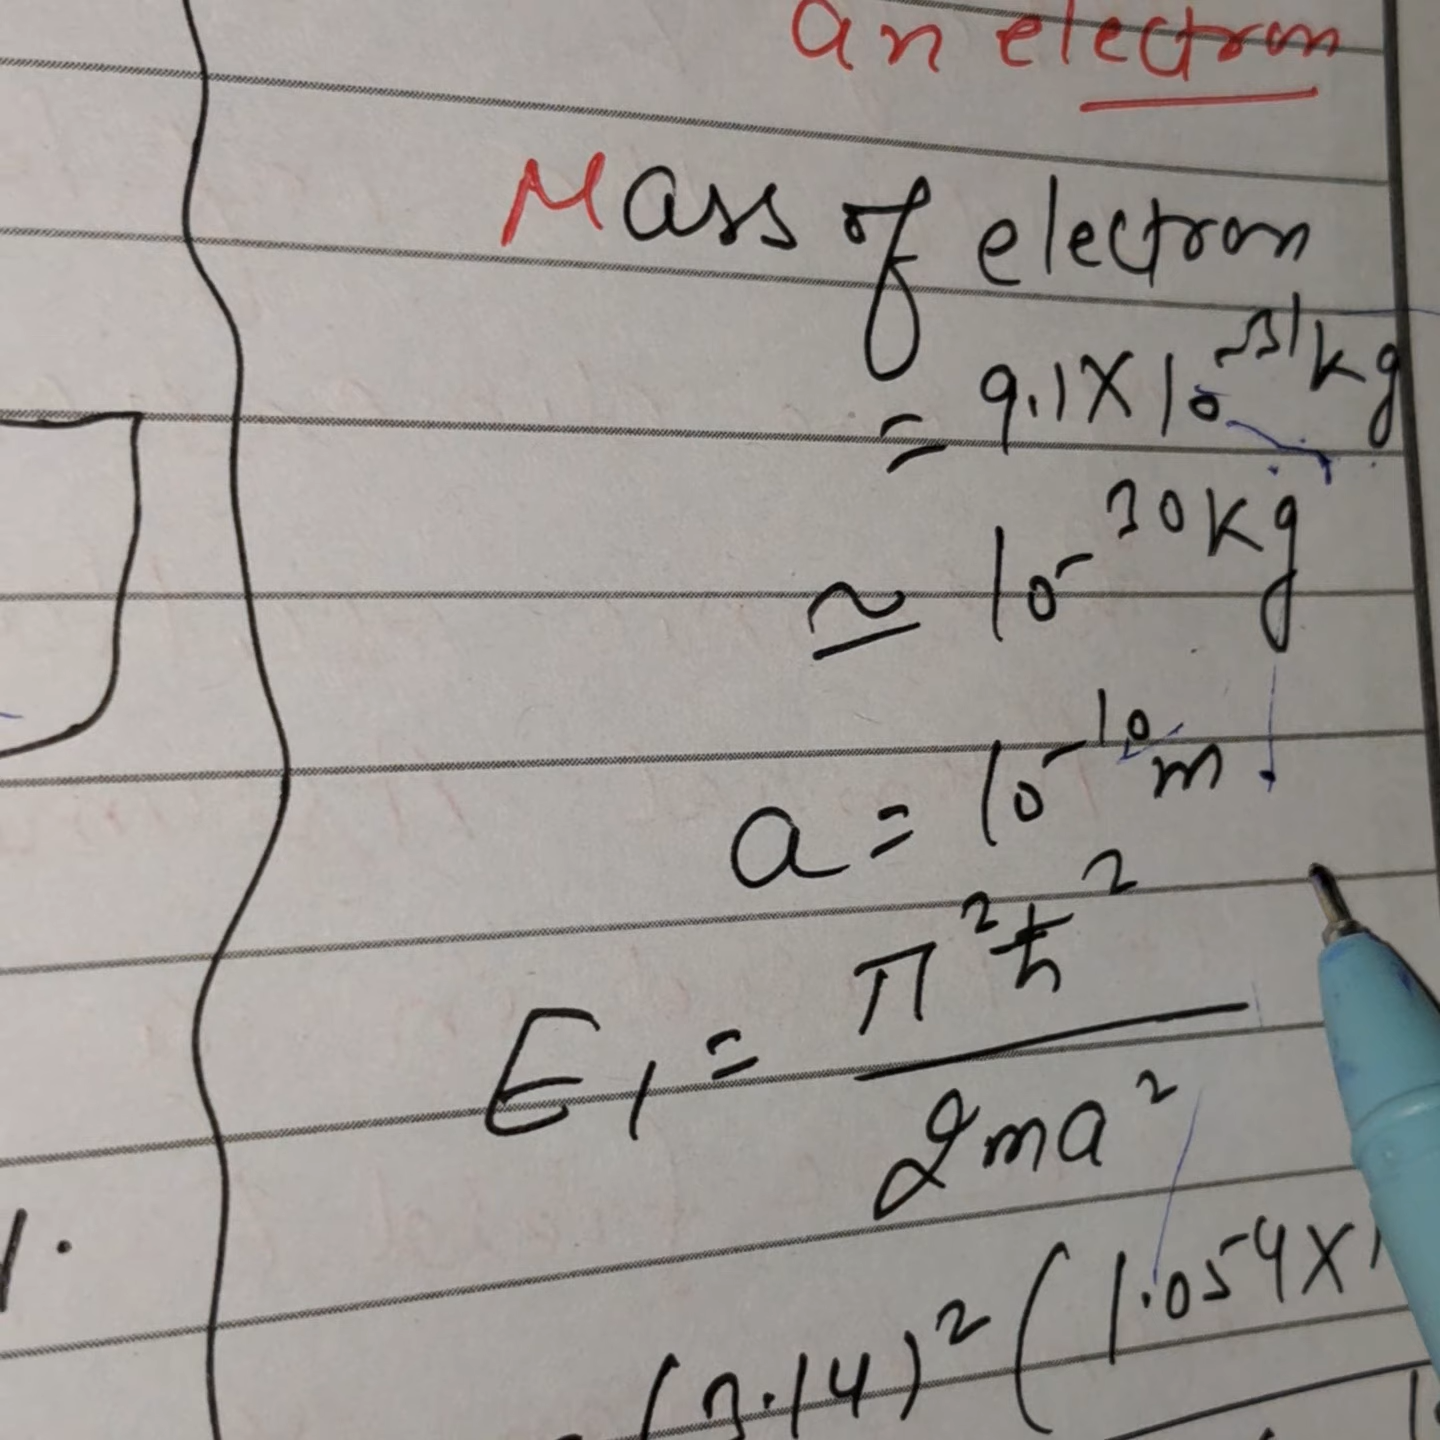 an electron
Mass of electron
= 9.1 X 10⁻³¹ kg
≃ 10⁻³⁰ kg
a = 10⁻¹⁰ m
E₁ = π²ħ² / 2ma²
(3.14)² (1.054 X 1